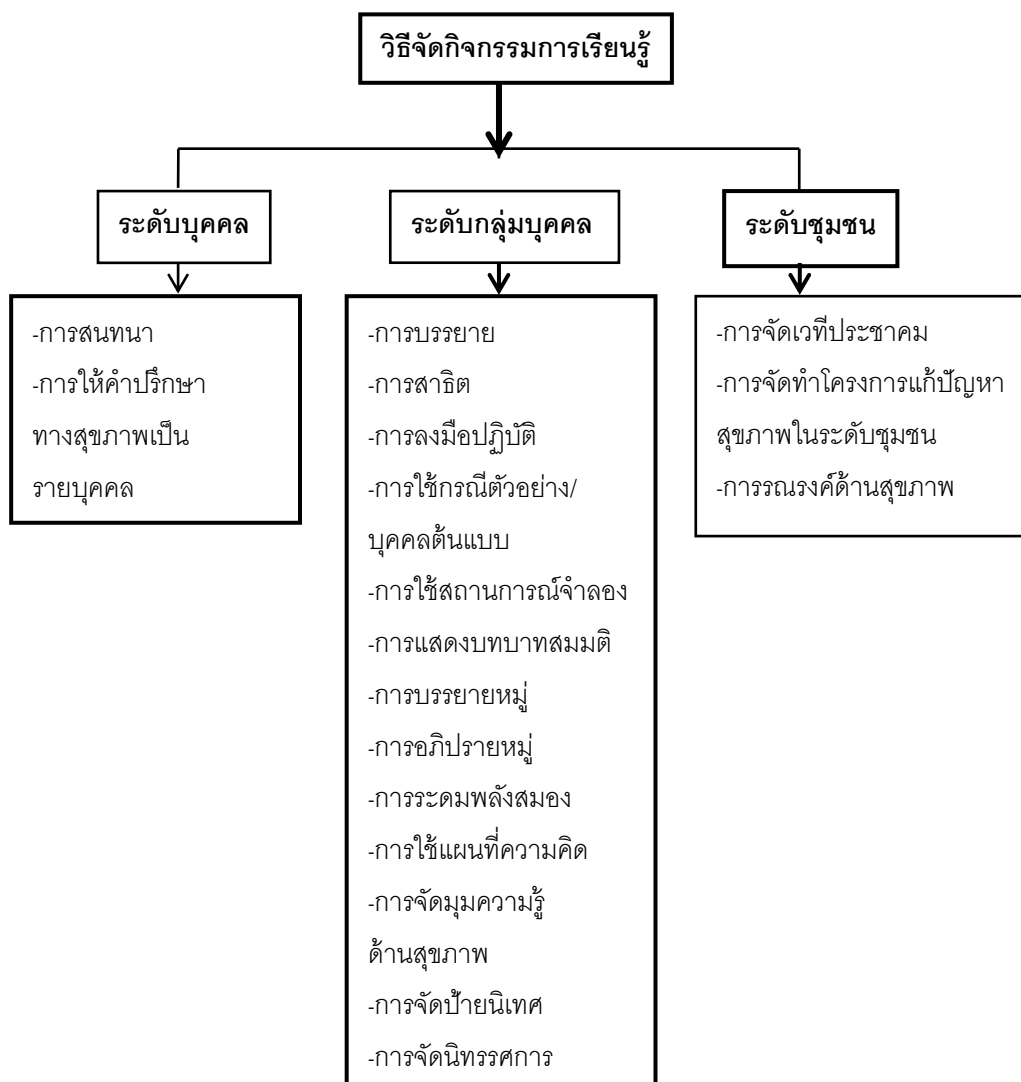 วิธีจัดกิจกรรมการเรียนรู้
ระดับบุคคล
ระดับกลุ่มบุคคล
ระดับชุมชน
-การสนทนา
-การให้คำปรึกษา
ทางสุขภาพเป็น
รายบุคคล
-การบรรยาย
-การสาธิต
-การลงมือปฏิบัติ
-การใช้กรณีตัวอย่าง/
บุคคลต้นแบบ
-การใช้สถานการณ์จำลอง
-การแสดงบทบาทสมมติ
-การบรรยายหมู่
-การอภิปรายหมู่
-การระดมพลังสมอง
-การใช้แผนที่ความคิด
-การจัดมุมความรู้
ด้านสุขภาพ
-การจัดป้ายนิเทศ
-การจัดนิทรรศการ
-การจัดเวทีประชาคม
-การจัดทำโครงการแก้ปัญหา
สุขภาพในระดับชุมชน
-การรณรงค์ด้านสุขภาพ